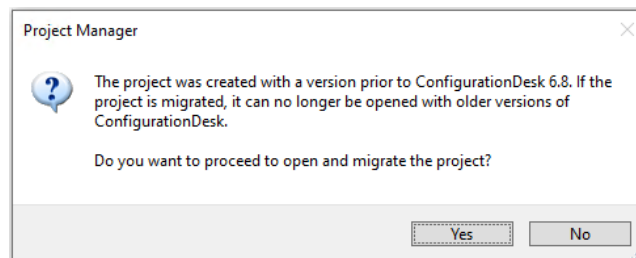 Project Manager
The project was created with a version prior to ConfigurationDesk 6.8. If the
project is migrated, it can no longer be opened with older versions of
ConfigurationDesk.
Do you want to proceed to open and migrate the project?
Yes No